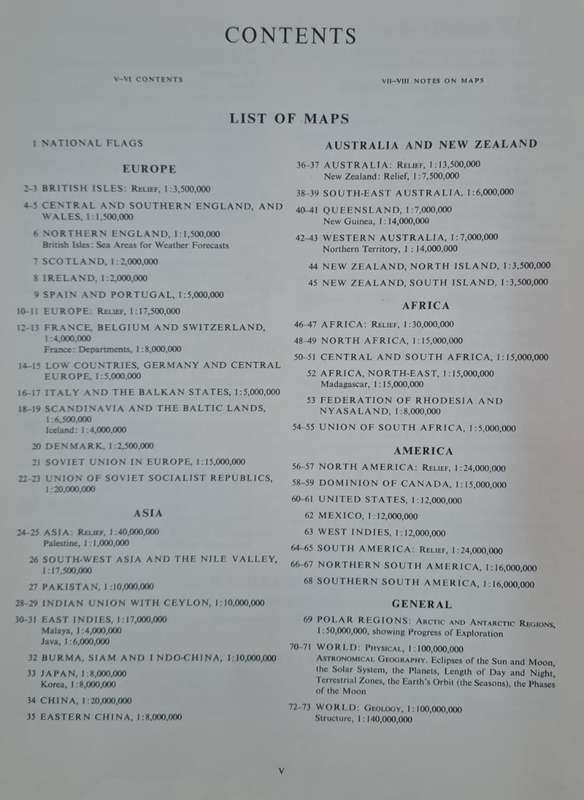 CONTENTS
V–VI CONTENTS
VII–VIII NOTES ON MAPS
LIST OF MAPS
1 NATIONAL FLAGS
EUROPE
2–3 BRITISH ISLES: RELIEF, 1:3,500,000
4–5 CENTRAL AND SOUTHERN ENGLAND, AND
WALES, 1:1,500,000
6 NORTHERN ENGLAND, 1:1,500,000
British Isles: Sea Areas for Weather Forecasts
7 SCOTLAND, 1:2,000,000
8 IRELAND, 1:2,000,000
9 SPAIN AND PORTUGAL, 1:5,000,000
10–11 EUROPE: RELIEF, 1:17,500,000
12–13 FRANCE, BELGIUM AND SWITZERLAND,
1:4,000,000
France: Departments, 1:8,000,000
14–15 LOW COUNTRIES, GERMANY AND CENTRAL
EUROPE, 1:5,000,000
16–17 ITALY AND THE BALKAN STATES, 1:5,000,000
18–19 SCANDINAVIA AND THE BALTIC LANDS,
1:6,500,000
Iceland: 1:4,000,000
20 DENMARK, 1:2,500,000
21 SOVIET UNION IN EUROPE, 1:15,000,000
22–23 UNION OF SOVIET SOCIALIST REPUBLICS,
1:20,000,000
ASIA
24–25 ASIA: RELIEF, 1:40,000,000
Palestine, 1:1,000,000
26 SOUTH-WEST ASIA AND THE NILE VALLEY,
1:17,500,000
27 PAKISTAN, 1:10,000,000
28–29 INDIAN UNION WITH CEYLON, 1:10,000,000
30–31 EAST INDIES, 1:17,000,000
Malaya, 1:4,000,000
Java, 1:6,000,000
32 BURMA, SIAM AND INDO-CHINA, 1:10,000,000
33 JAPAN, 1:8,000,000
Korea, 1:8,000,000
34 CHINA, 1:20,000,000
35 EASTERN CHINA, 1:8,000,000
AUSTRALIA AND NEW ZEALAND
36–37 AUSTRALIA: RELIEF, 1:13,500,000
New Zealand: Relief, 1:7,500,000
38–39 SOUTH-EAST AUSTRALIA, 1:6,000,000
40–41 QUEENSLAND, 1:7,000,000
New Guinea, 1:14,000,000
42–43 WESTERN AUSTRALIA, 1:7,000,000
Northern Territory, 1:14,000,000
44 NEW ZEALAND, NORTH ISLAND, 1:3,500,000
45 NEW ZEALAND, SOUTH ISLAND, 1:3,500,000
AFRICA
46–47 AFRICA: RELIEF, 1:30,000,000
48–49 NORTH AFRICA, 1:15,000,000
50–51 CENTRAL AND SOUTH AFRICA, 1:15,000,000
52 AFRICA, NORTH-EAST, 1:15,000,000
Madagascar, 1:15,000,000
53 FEDERATION OF RHODESIA AND
NYASALAND, 1:8,000,000
54–55 UNION OF SOUTH AFRICA, 1:5,000,000
AMERICA
56–57 NORTH AMERICA: RELIEF, 1:24,000,000
58–59 DOMINION OF CANADA, 1:15,000,000
60–61 UNITED STATES, 1:12,000,000
62 MEXICO, 1:12,000,000
63 WEST INDIES, 1:12,000,000
64–65 SOUTH AMERICA: RELIEF, 1:24,000,000
66–67 NORTHERN SOUTH AMERICA, 1:16,000,000
68 SOUTHERN SOUTH AMERICA, 1:16,000,000
GENERAL
69 POLAR REGIONS: ARCTIC AND ANTARCTIC REGIONS,
1:50,000,000, showing Progress of Exploration
70–71 WORLD: PHYSICAL, 1:100,000,000
ASTRONOMICAL GEOGRAPHY. Eclipses of the Sun and Moon,
the Solar System, the Planets, Length of Day and Night,
Terrestrial Zones, the Earth's Orbit (the Seasons), the Phases
of the Moon
72–73 WORLD: GEOLOGY, 1:100,000,000
Structure, 1:140,000,000
V